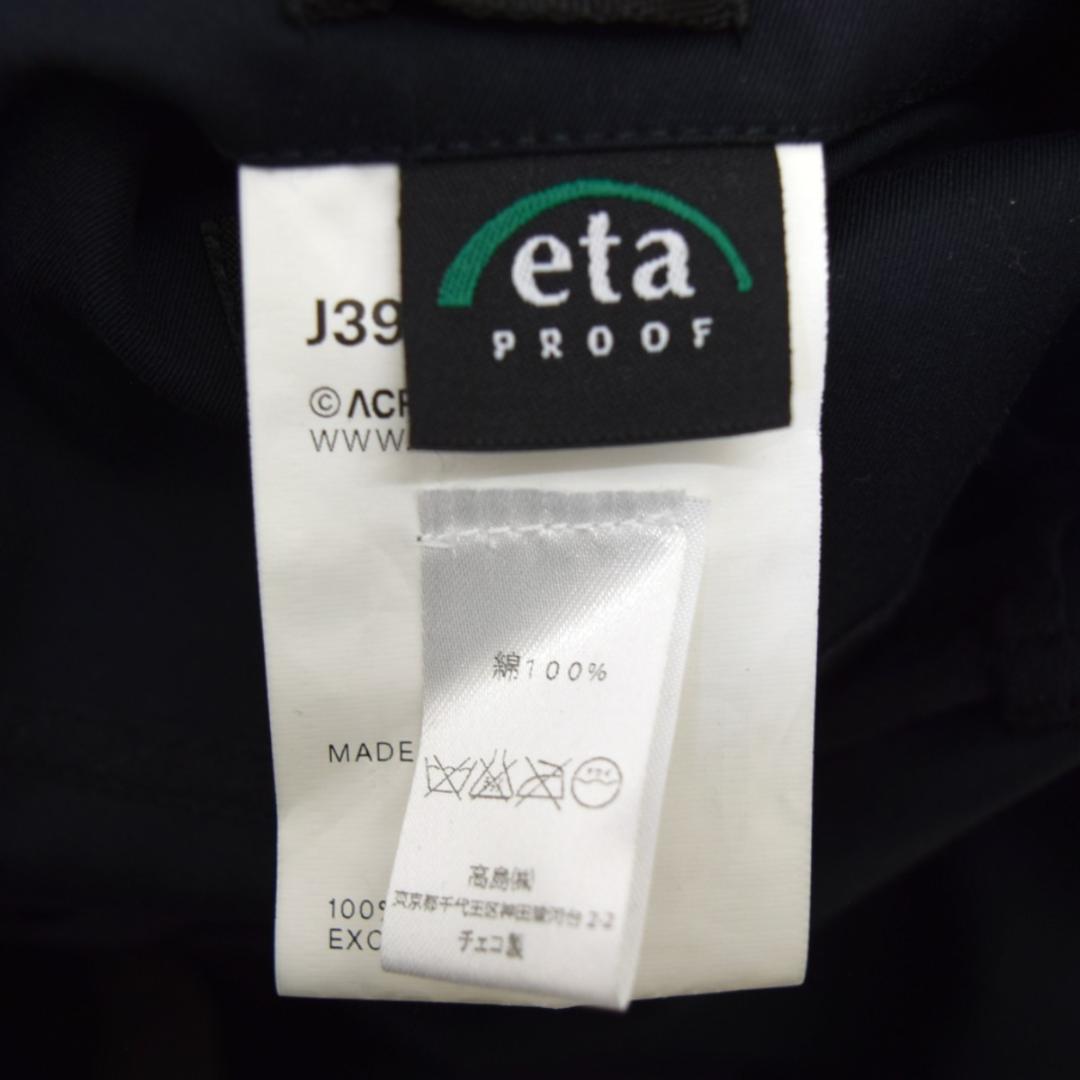 eta
PROOF
J39
©ACR
WWW.
綿100%
MADE
高島㈱
東京都千代田区神田駿河台2-2
チェコ製
100%
EXC